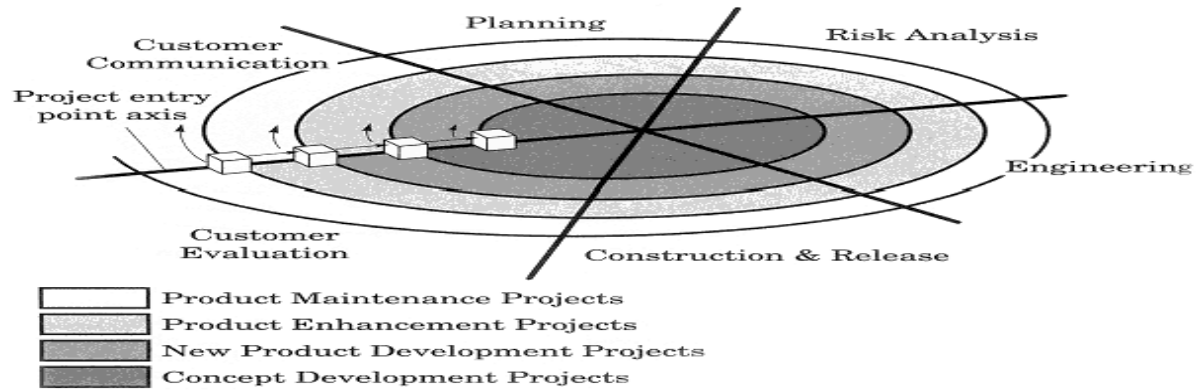 Planning
Risk Analysis
Customer
Communication
Project entry
point axis
Engineering
Customer
Evaluation
Construction & Release
Product Maintenance Projects
Product Enhancement Projects
New Product Development Projects
Concept Development Projects